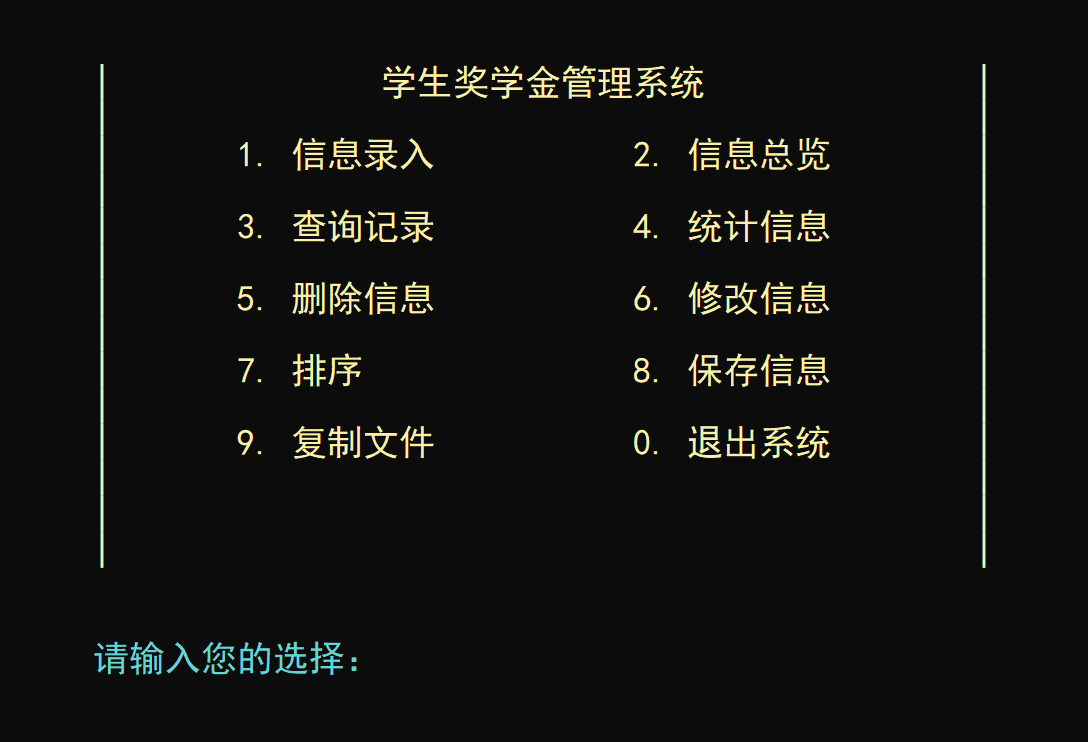 学生奖学金管理系统
1. 信息录入 2. 信息总览
3. 查询记录 4. 统计信息
5. 删除信息 6. 修改信息
7. 排序 8. 保存信息
9. 复制文件 0. 退出系统
请输入您的选择：